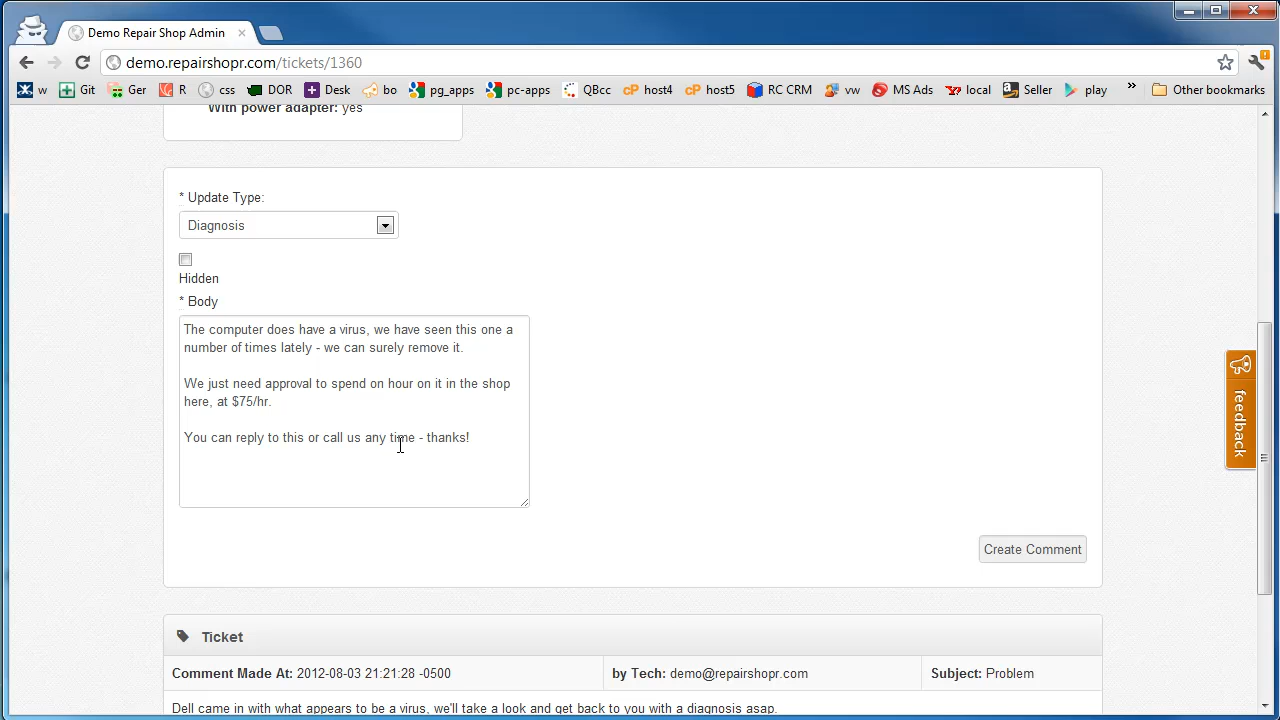 Demo Repair Shop Admin
demo.repairshopr.com/tickets/1360
w Git Ger R css DOR Desk bo pg_apps pc-apps QBcc host4 host5 RC CRM vw MS Ads local Seller play » Other bookmarks
With power adapter: yes
* Update Type:
Diagnosis
Hidden
* Body
The computer does have a virus, we have seen this one a
number of times lately - we can surely remove it.
We just need approval to spend on hour on it in the shop
here, at $75/hr.
You can reply to this or call us any time - thanks!
feedback
Create Comment
Ticket
Comment Made At: 2012-08-03 21:21:28 -0500 by Tech: demo@repairshopr.com Subject: Problem
Dell came in with what appears to be a virus, we'll take a look and get back to you with a diagnosis asap.